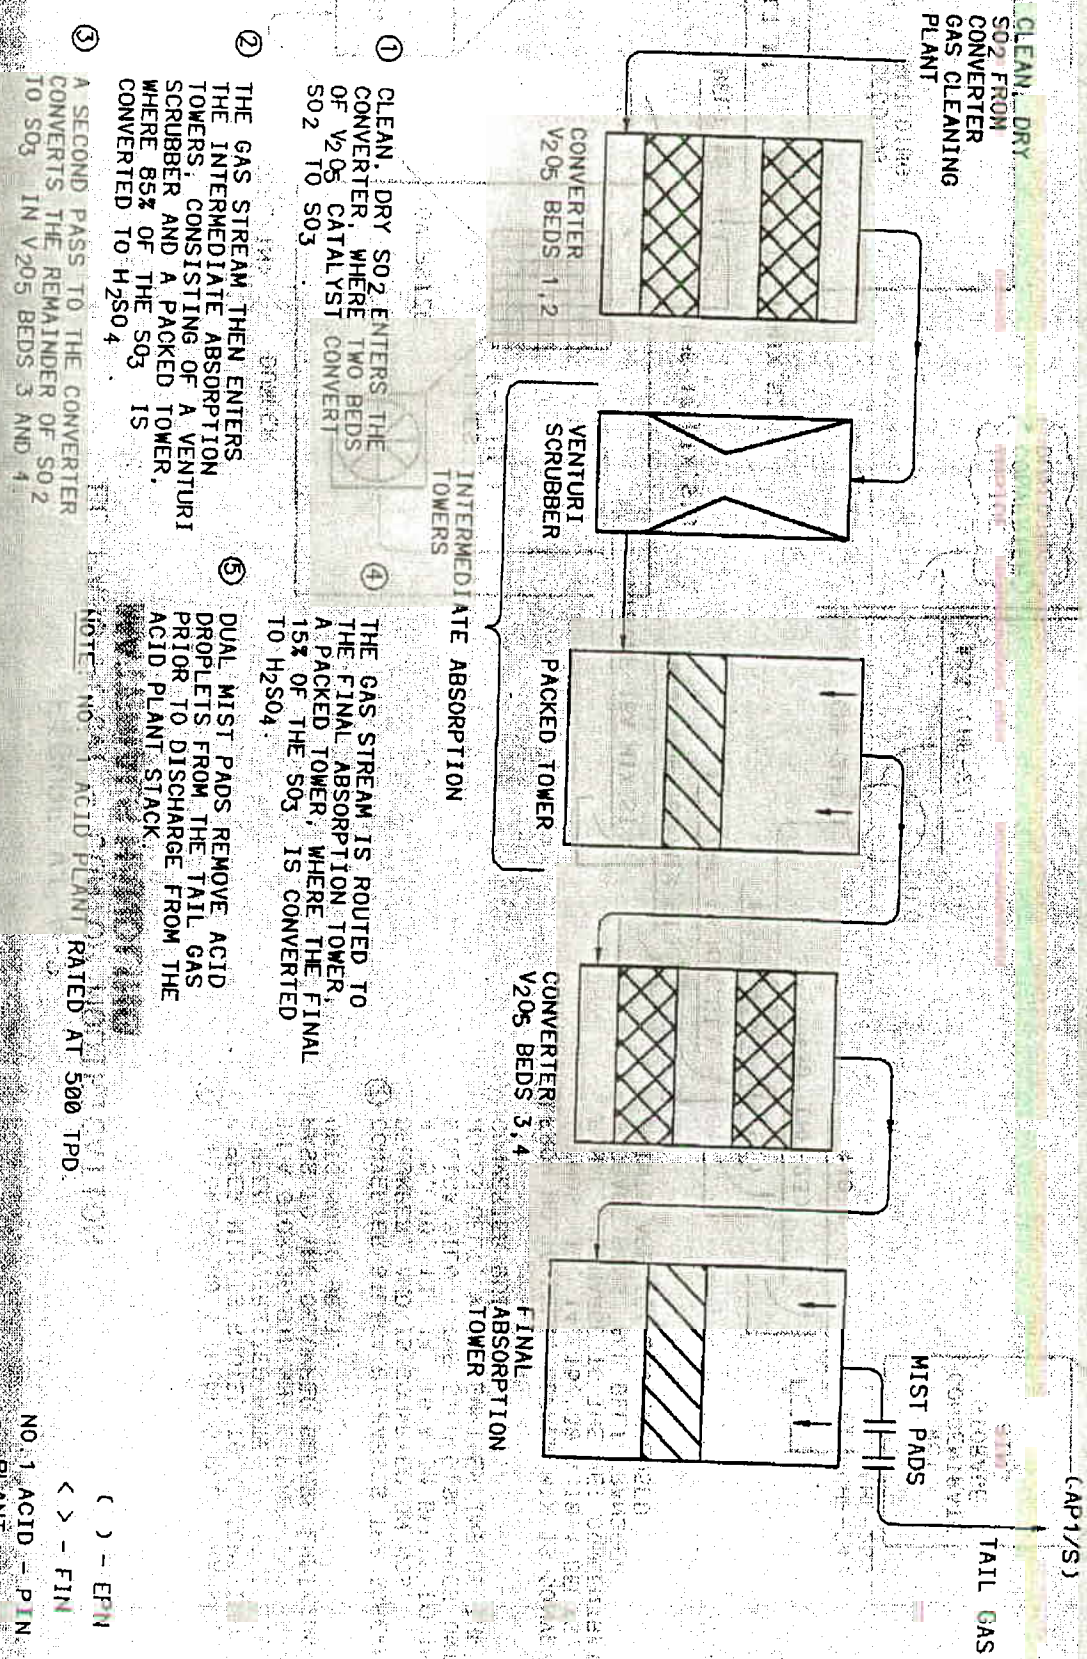 CLEAN, DRY
SO2 FROM
CONVERTER
GAS CLEANING
PLANT
CONVERTER
V2O5 BEDS 1,2
VENTURI
SCRUBBER
PACKED TOWER
INTERMEDIATE ABSORPTION
TOWERS
CONVERTER
V2O5 BEDS 3,4
FINAL
ABSORPTION
TOWER
MIST PADS
(AP1/S)
TAIL GAS
① CLEAN, DRY SO2 ENTERS THE
CONVERTER, WHERE TWO BEDS
OF V2O5 CATALYST CONVERT
SO2 TO SO3.
② THE GAS STREAM THEN ENTERS
THE INTERMEDIATE ABSORPTION
TOWERS, CONSISTING OF A VENTURI
SCRUBBER AND A PACKED TOWER,
WHERE 85% OF THE SO3 IS
CONVERTED TO H2SO4.
③ A SECOND PASS TO THE CONVERTER
CONVERTS THE REMAINDER OF SO2
TO SO3 IN V2O5 BEDS 3 AND 4.
④ THE GAS STREAM IS ROUTED TO
THE FINAL ABSORPTION TOWER,
A PACKED TOWER, WHERE THE FINAL
15% OF THE SO3 IS CONVERTED
TO H2SO4.
⑤ DUAL MIST PADS REMOVE ACID
DROPLETS FROM THE TAIL GAS
PRIOR TO DISCHARGE FROM THE
ACID PLANT STACK.
NOTE: NO. 1 ACID PLANT RATED AT 500 TPD.
( ) - EPN
< > - FIN
NO. 1 ACID - PIN
PLANT